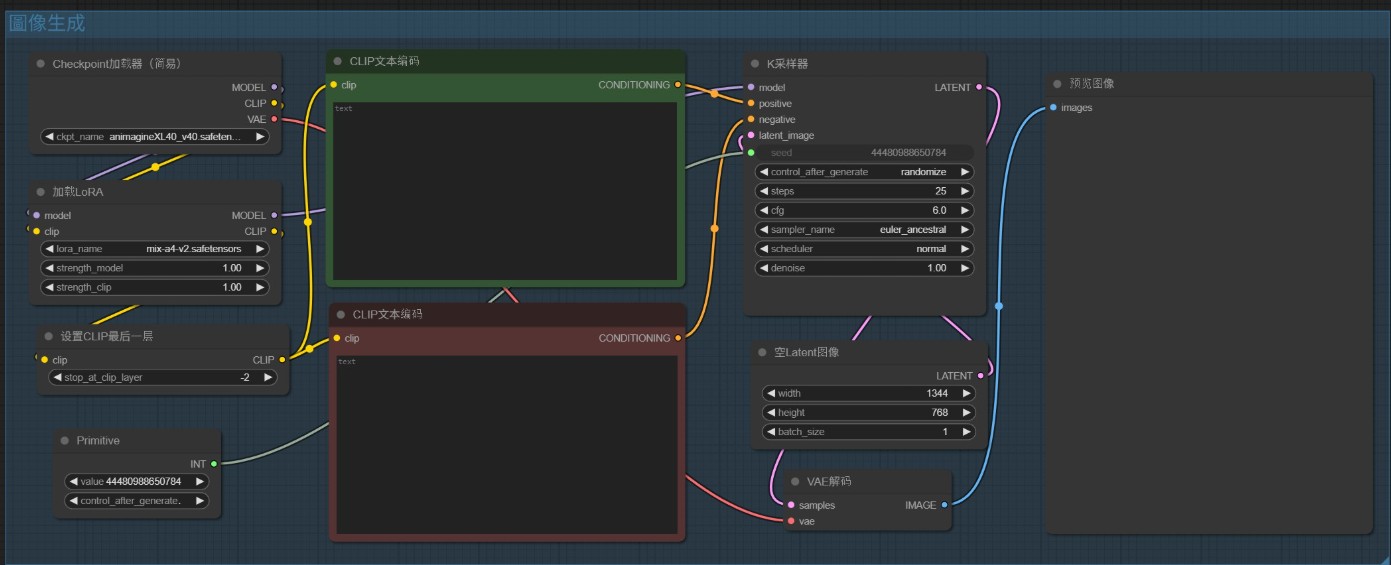 圖像生成
Checkpoint加载器（简易）
MODEL
CLIP
VAE
ckpt_name animagineXL40_v40.safeten...
加载LoRA
model MODEL
clip CLIP
lora_name mix-a4-v2.safetensors
strength_model 1.00
strength_clip 1.00
设置CLIP最后一层
clip CLIP
stop_at_clip_layer -2
Primitive
INT
value 44480988650784
control_after_generate.
CLIP文本编码
clip CONDITIONING
text
CLIP文本编码
clip CONDITIONING
text
K采样器
model LATENT
positive
negative
latent_image
seed 44480988650784
control_after_generate randomize
steps 25
cfg 6.0
sampler_name euler_ancestral
scheduler normal
denoise 1.00
空Latent图像
LATENT
width 1344
height 768
batch_size 1
VAE解码
samples IMAGE
vae
预览图像
images